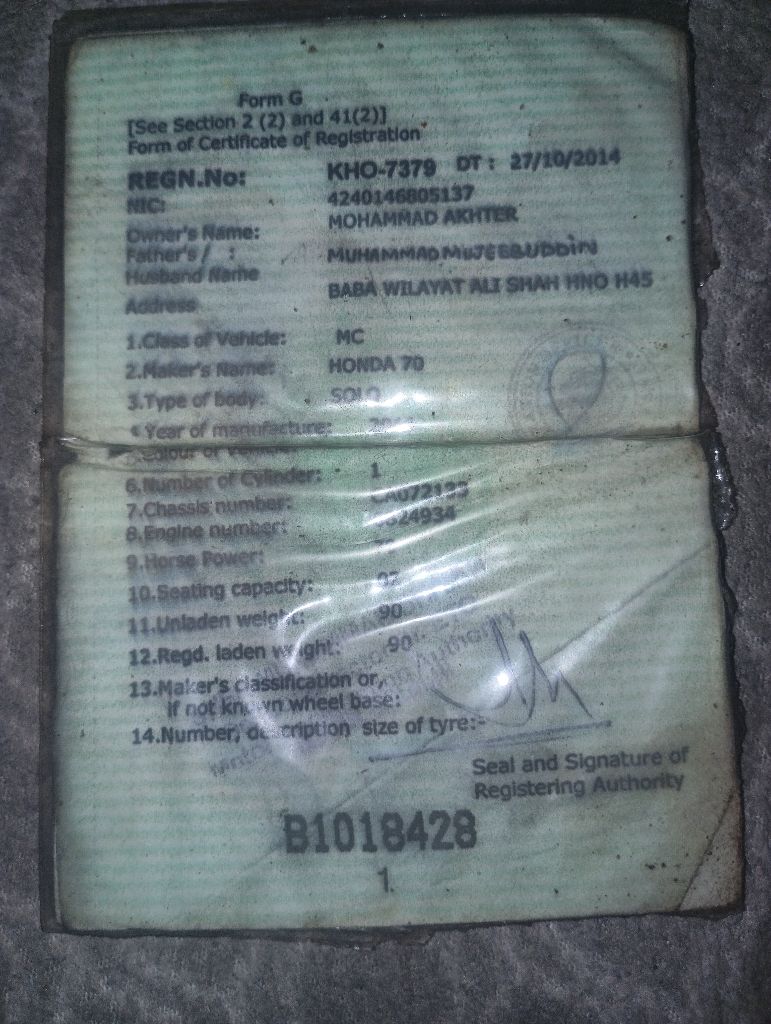 Form G
[See Section 2 (2) and 41(2)]
Form of Certificate of Registration
REGN.No: KHO-7379 DT : 27/10/2014
NIC: 4240146805137
Owner's Name: MOHAMMAD AKHTER
Father's / : MUHAMMAD MUJEEBUDDIN
Husband Name
Address BABA WILAYAT ALI SHAH HNO H45
1.Class of Vehicle: MC
2.Maker's Name: HONDA 70
3.Type of body: SOLO
Year of manufacture:
6.Number of Cylinder: 1
7.Chassis number:
8.Engine number:
9.Horse Power:
10.Seating capacity: 02
11.Unladen weight: 90
12.Regd. laden weight: 90
13.Maker's classification or,
if not known wheel base:
14.Number, description size of tyre:-
Seal and Signature of
Registering Authority
B1018428
1.